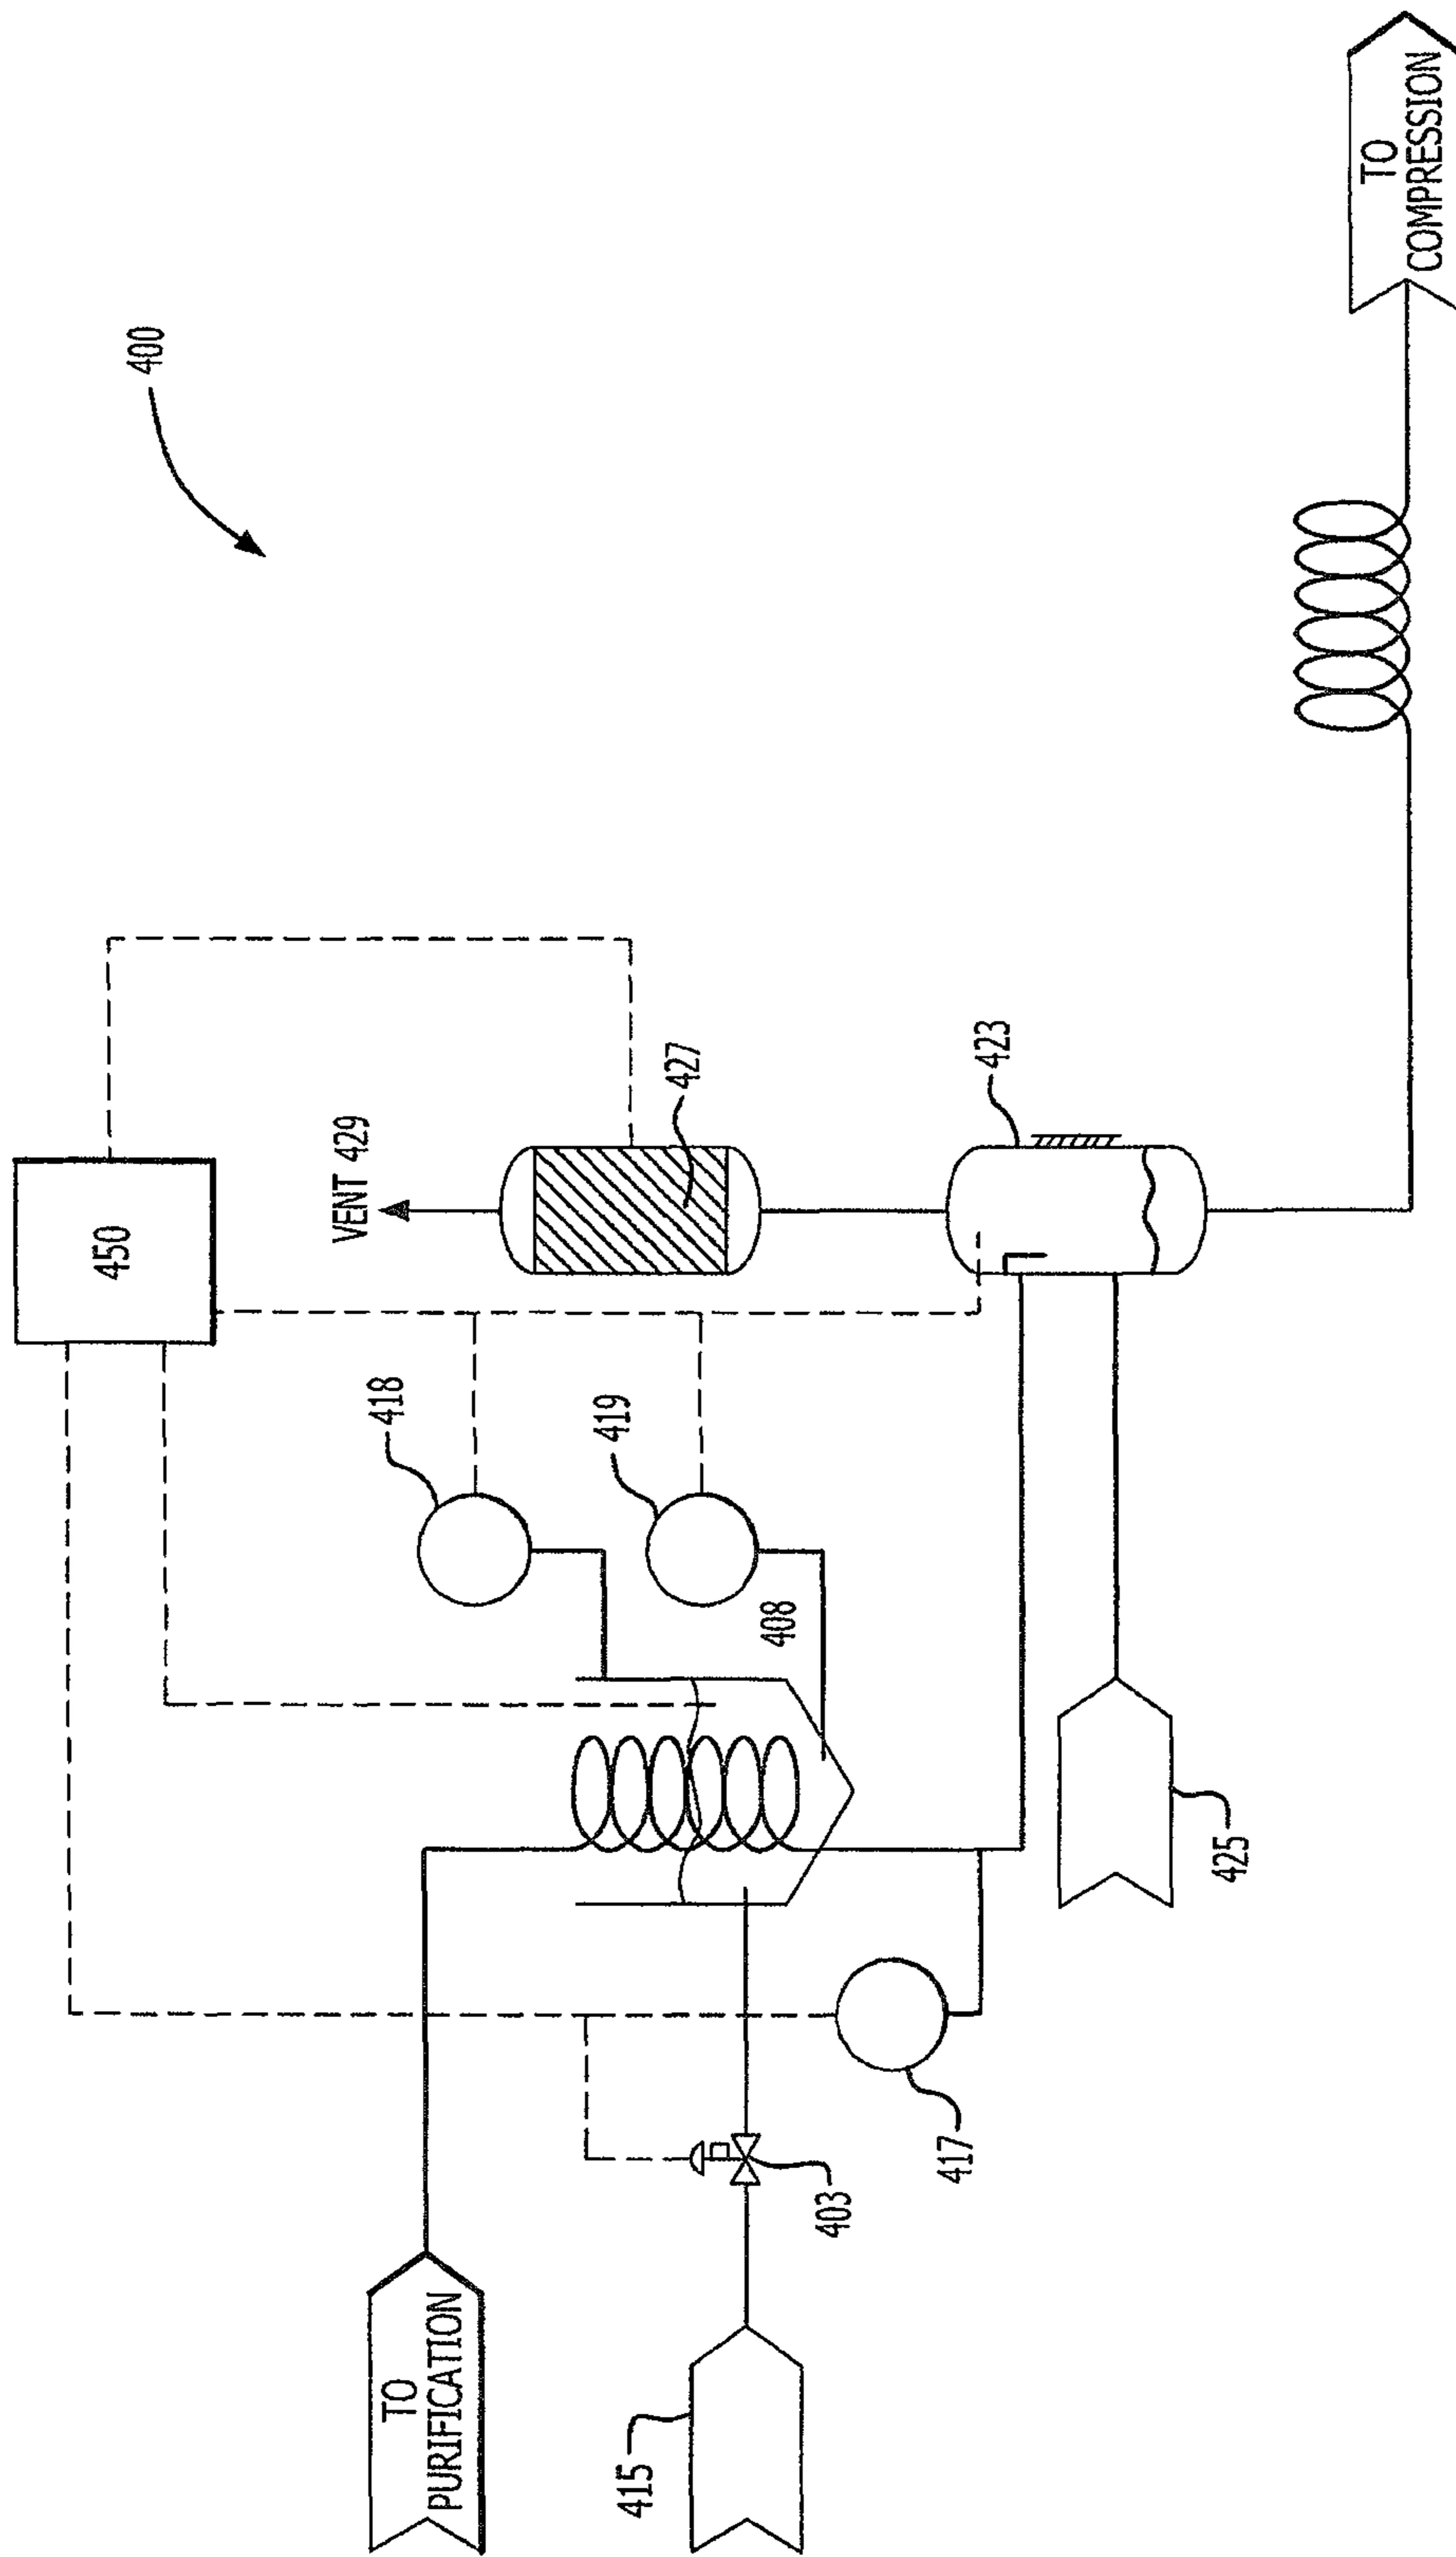 400
450
VENT 429
427
423
418
419
408
417
403
425
415
TO
PURIFICATION
TO
COMPRESSION